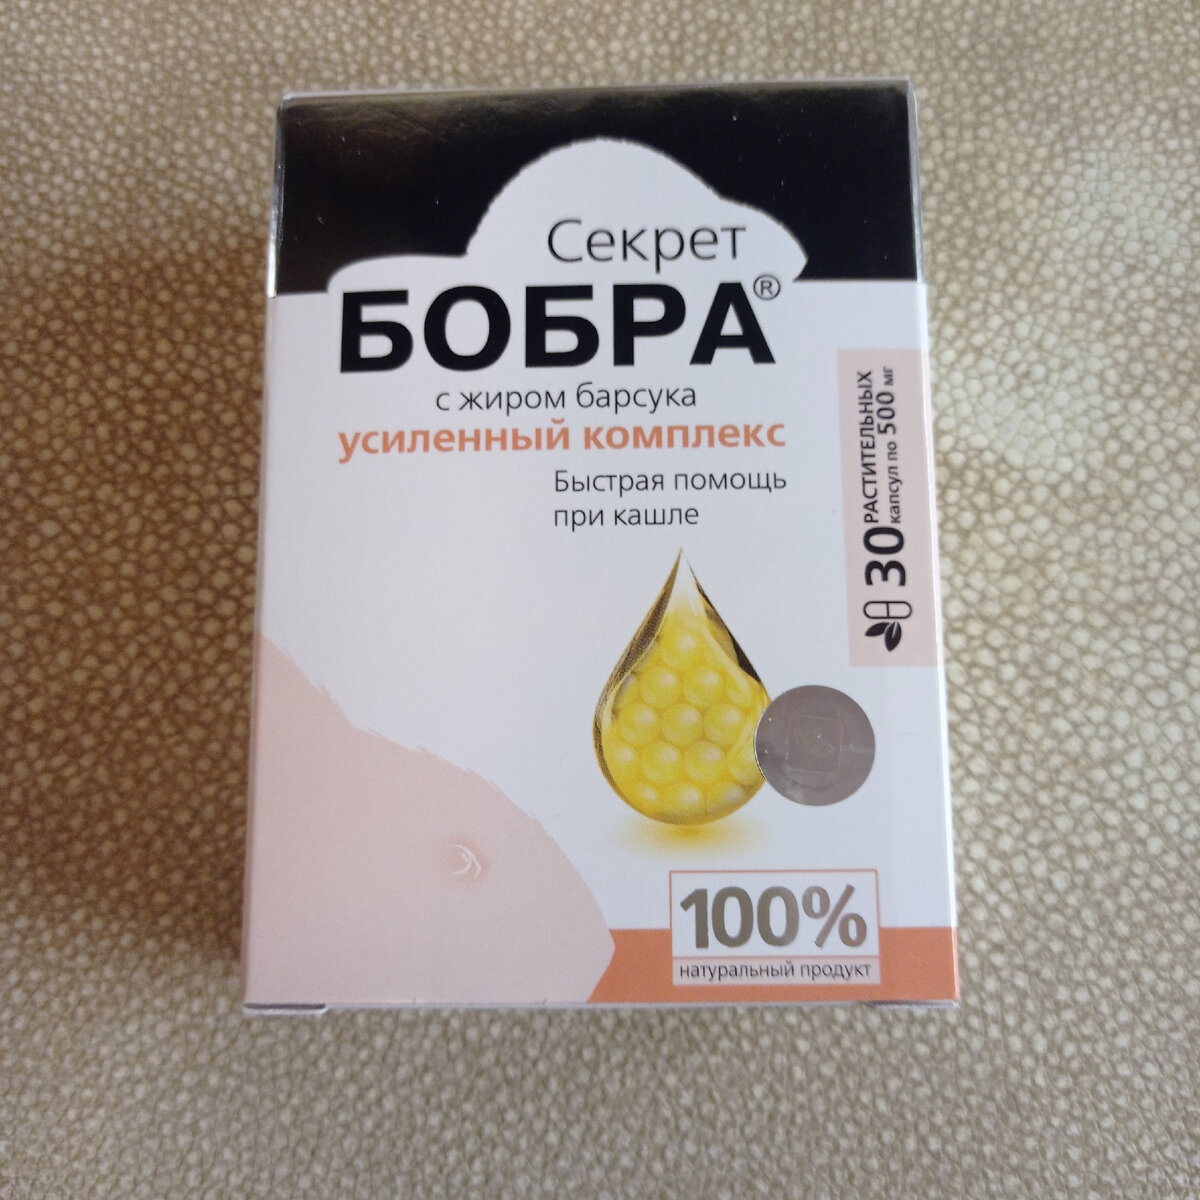 Секрет
БОБРА®
с жиром барсука
усиленный комплекс
Быстрая помощь
при кашле
30 РАСТИТЕЛЬНЫХ
капсул по 500 мг
100%
натуральный продукт